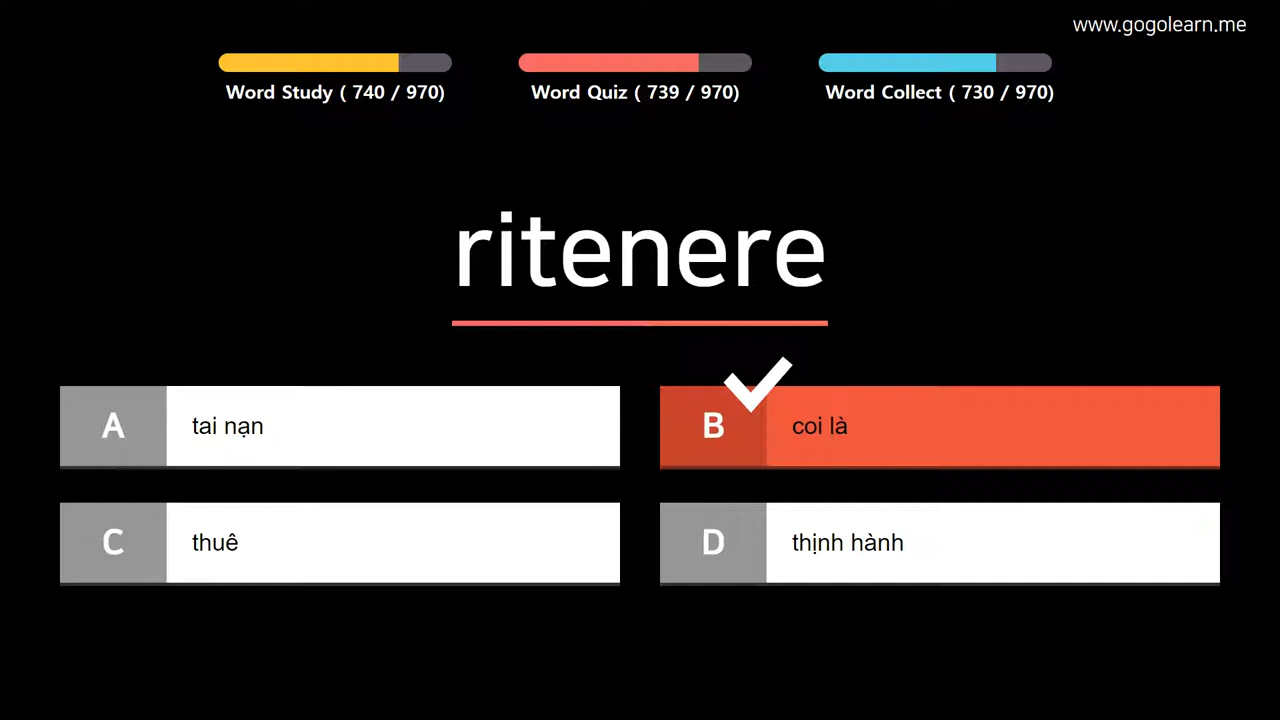 www.gogolearn.me
Word Study ( 740 / 970)
Word Quiz ( 739 / 970)
Word Collect ( 730 / 970)
ritenere
A tai nạn
B coi là
C thuê
D thịnh hành